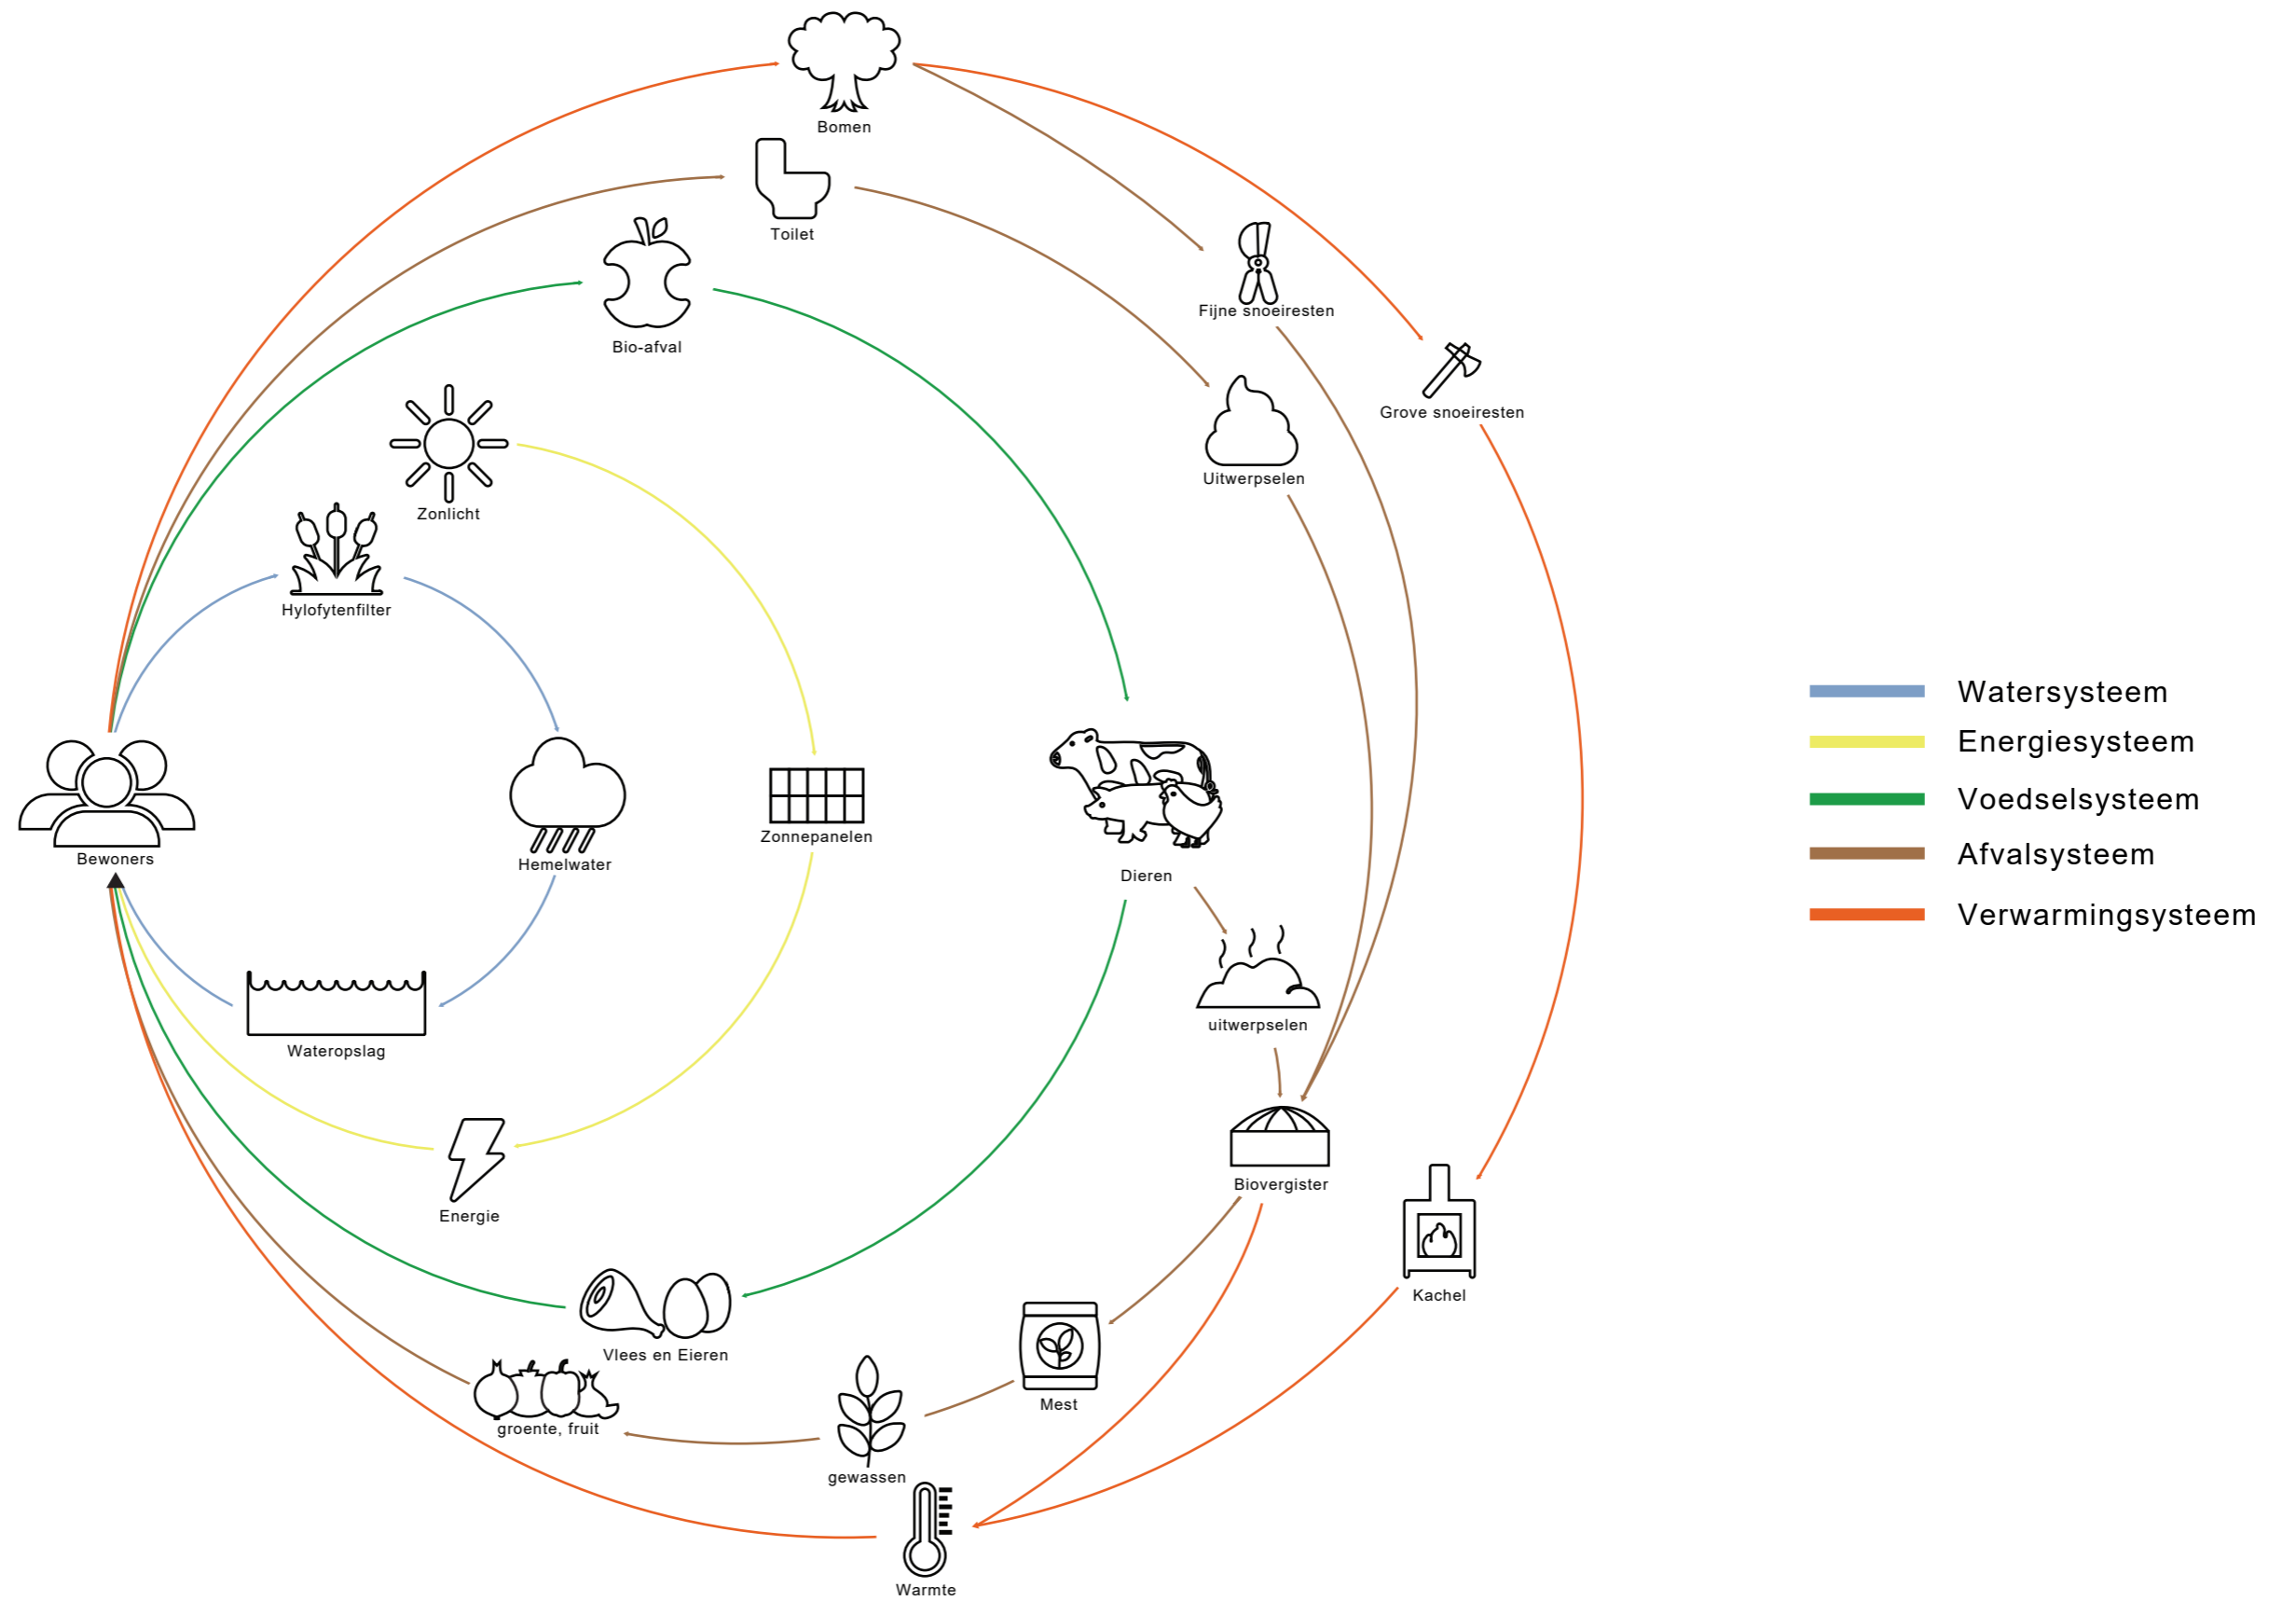 Bomen
Toilet
Fijne snoeiresten
Bio-afval
Grove snoeiresten
Uitwerpselen
Zonlicht
Hylofytenfilter
Watersysteem
Energiesysteem
Voedselsysteem
Afvalsysteem
Verwarmingsysteem
Zonnepanelen
Bewoners
Hemelwater
Dieren
uitwerpselen
Wateropslag
Biovergister
Energie
Kachel
Vlees en Eieren
Mest
groente, fruit
gewassen
Warmte